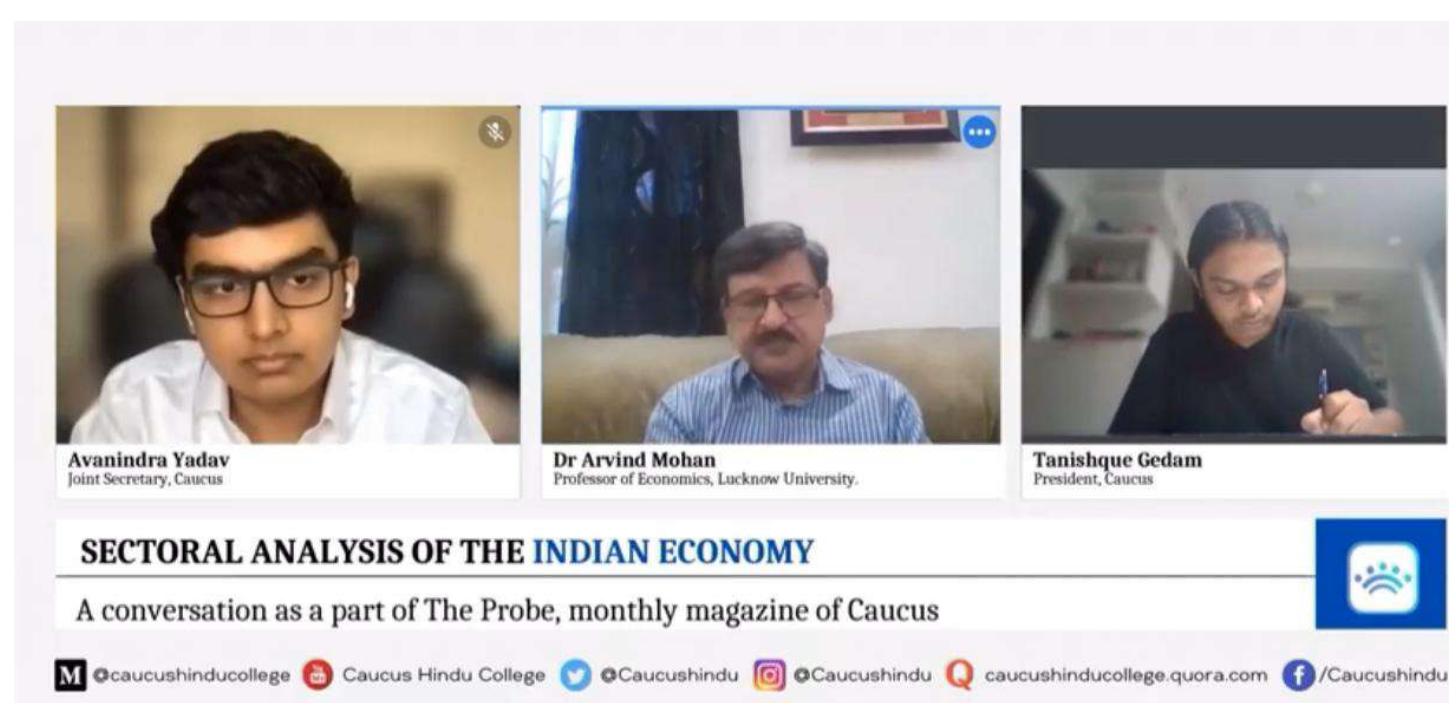 Avanindra Yadav
Joint Secretary, Caucus
Dr Arvind Mohan
Professor of Economics, Lucknow University.
Tanishque Gedam
President, Caucus
SECTORAL ANALYSIS OF THE INDIAN ECONOMY
A conversation as a part of The Probe, monthly magazine of Caucus
M @caucushinducollege Caucus Hindu College @Caucushindu @Caucushindu caucushinducollege.quora.com /Caucushindu